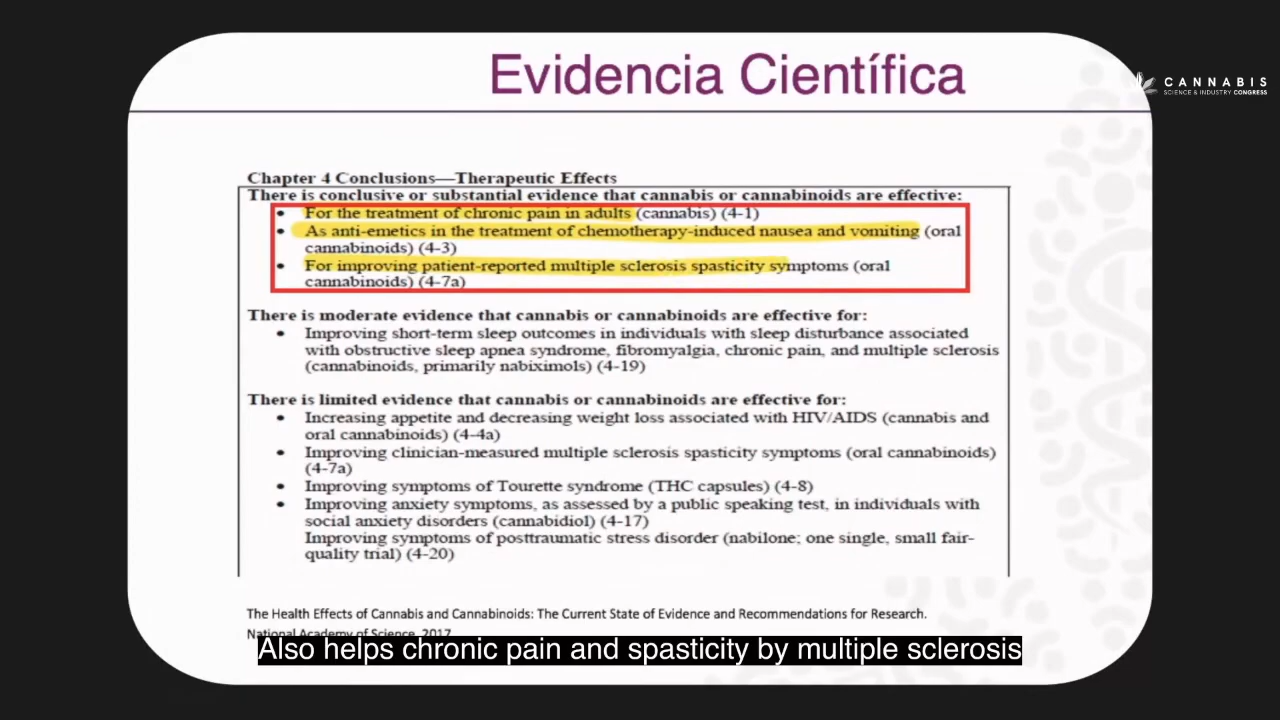 Evidencia Científica
CANNABIS
SCIENCE & INDUSTRY CONGRESS
Chapter 4 Conclusions—Therapeutic Effects
There is conclusive or substantial evidence that cannabis or cannabinoids are effective:
• For the treatment of chronic pain in adults (cannabis) (4-1)
• As anti-emetics in the treatment of chemotherapy-induced nausea and vomiting (oral
cannabinoids) (4-3)
• For improving patient-reported multiple sclerosis spasticity symptoms (oral
cannabinoids) (4-7a)
There is moderate evidence that cannabis or cannabinoids are effective for:
• Improving short-term sleep outcomes in individuals with sleep disturbance associated
with obstructive sleep apnea syndrome, fibromyalgia, chronic pain, and multiple sclerosis
(cannabinoids, primarily nabiximols) (4-19)
There is limited evidence that cannabis or cannabinoids are effective for:
• Increasing appetite and decreasing weight loss associated with HIV/AIDS (cannabis and
oral cannabinoids) (4-4a)
• Improving clinician-measured multiple sclerosis spasticity symptoms (oral cannabinoids)
(4-7a)
• Improving symptoms of Tourette syndrome (THC capsules) (4-8)
• Improving anxiety symptoms, as assessed by a public speaking test, in individuals with
social anxiety disorders (cannabidiol) (4-17)
Improving symptoms of posttraumatic stress disorder (nabilone; one single, small fair-
quality trial) (4-20)
The Health Effects of Cannabis and Cannabinoids: The Current State of Evidence and Recommendations for Research.
National Academy of Science, 2017
Also helps chronic pain and spasticity by multiple sclerosis